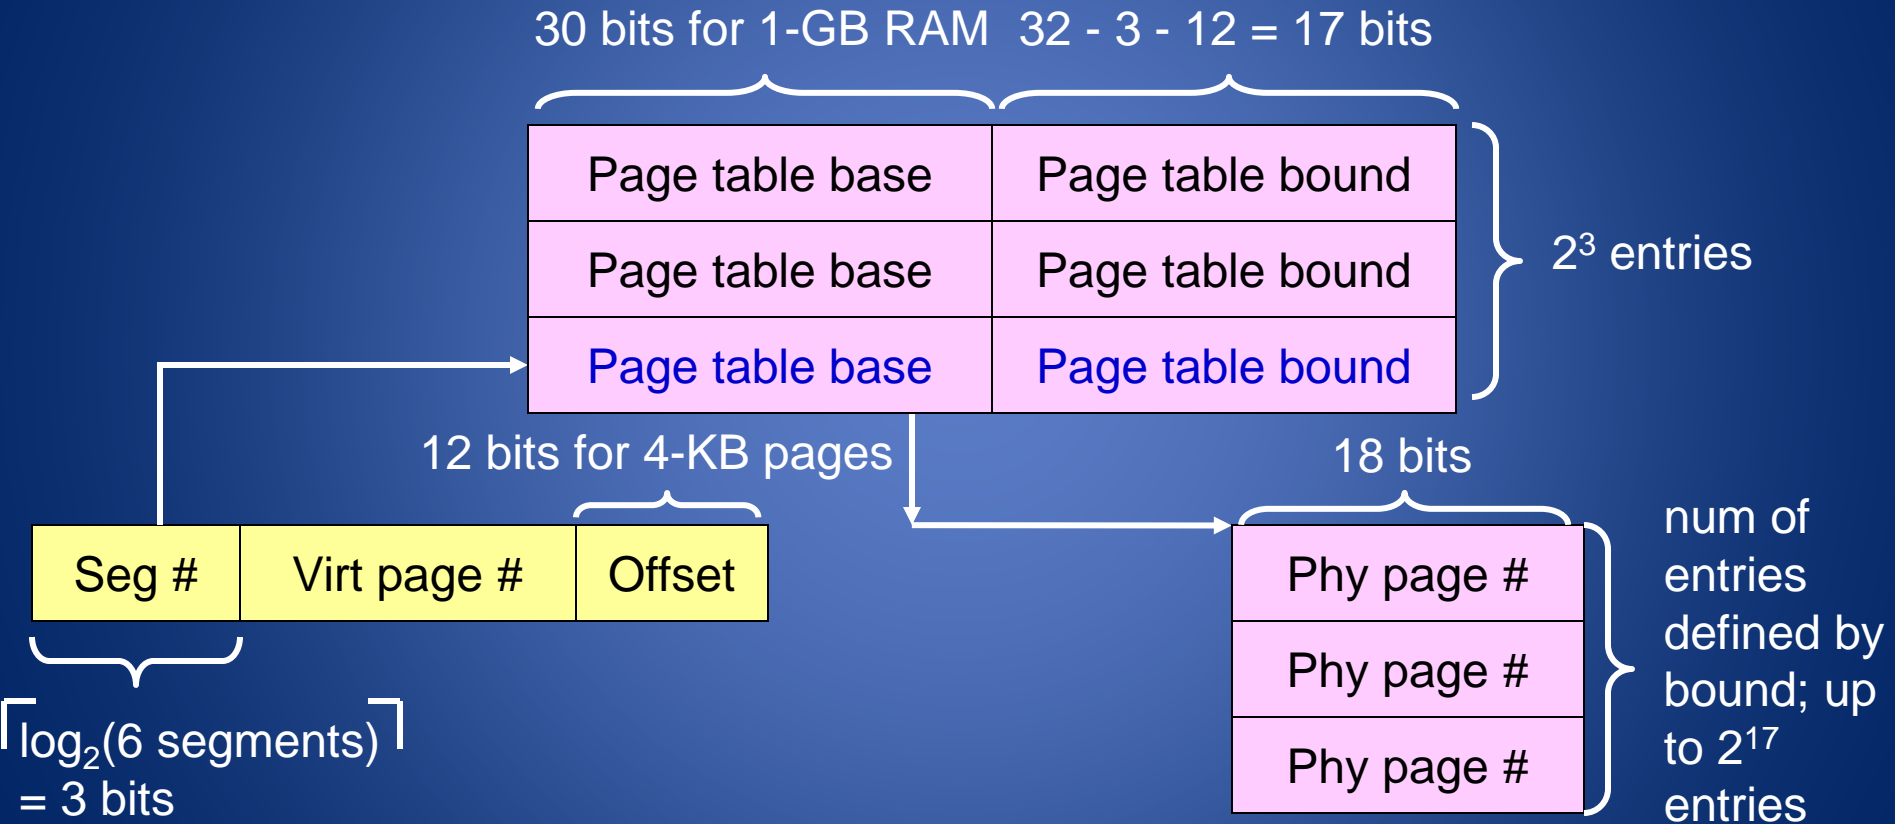 30 bits for 1-GB RAM 32 - 3 - 12 = 17 bits
Page table base Page table bound
Page table base Page table bound
2³ entries
Page table base Page table bound
12 bits for 4-KB pages
18 bits
Seg # Virt page # Offset
Phy page #
Phy page #
Phy page #
num of
entries
defined by
bound; up
to 2¹⁷
entries
⌈log₂(6 segments)⌉
= 3 bits